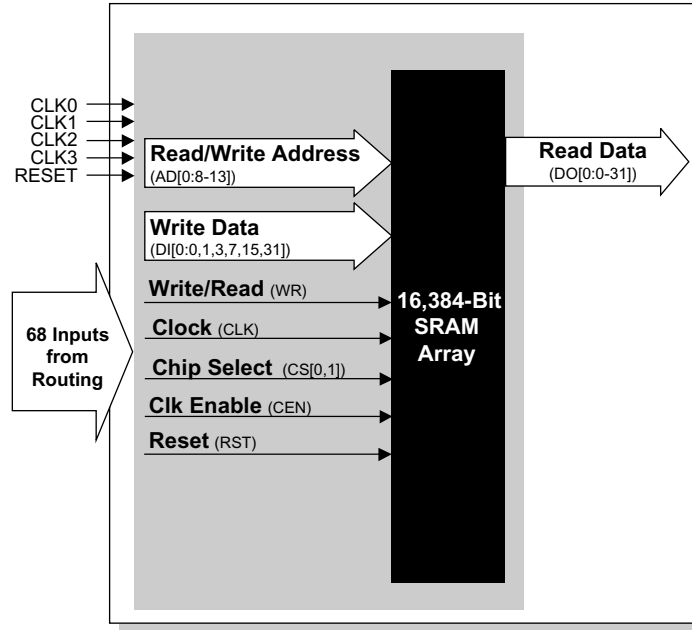 CLK0
CLK1
CLK2
CLK3
RESET
Read/Write Address
(AD[0:8-13])
Read Data
(DO[0:0-31])
Write Data
(DI[0:0,1,3,7,15,31])
68 Inputs
from
Routing
Write/Read (WR)
Clock (CLK)
Chip Select (CS[0,1])
Clk Enable (CEN)
Reset (RST)
16,384-Bit
SRAM
Array